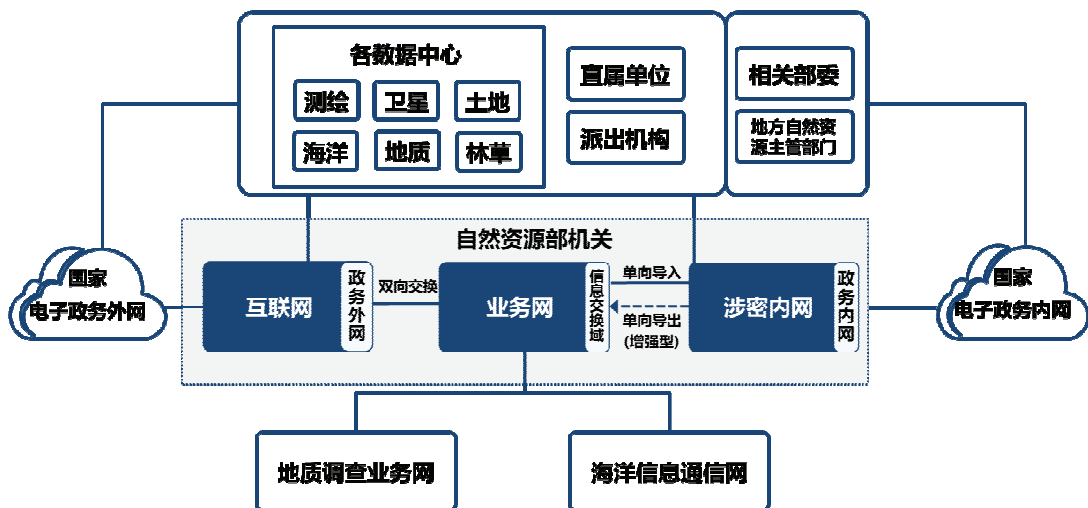 各数据中心
测绘
卫星
土地
海洋
地质
林草
直属单位
派出机构
相关部委
地方自然资
源主管部门
国家
电子政务外网
自然资源部机关
互联网
政务外网
双向交换
业务网
信息交换域
单向导入
单向导出
(增强型)
涉密内网
政务内网
国家
电子政务内网
地质调查业务网
海洋信息通信网